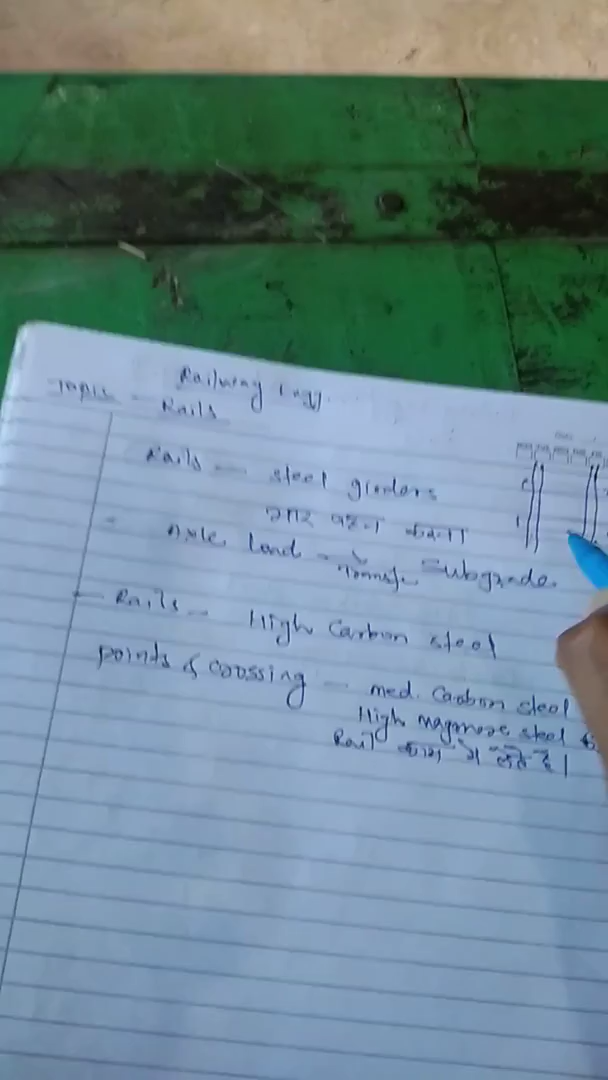 Railway Engg.
Topic - Rails
Rails - steel girders
भार वहन करना
Axle Load - Transfer Subgrade.
- Rails - High Carbon steel
points & crossing - med. Carbon steel
High magnese steel
Rail काम में लेते है।